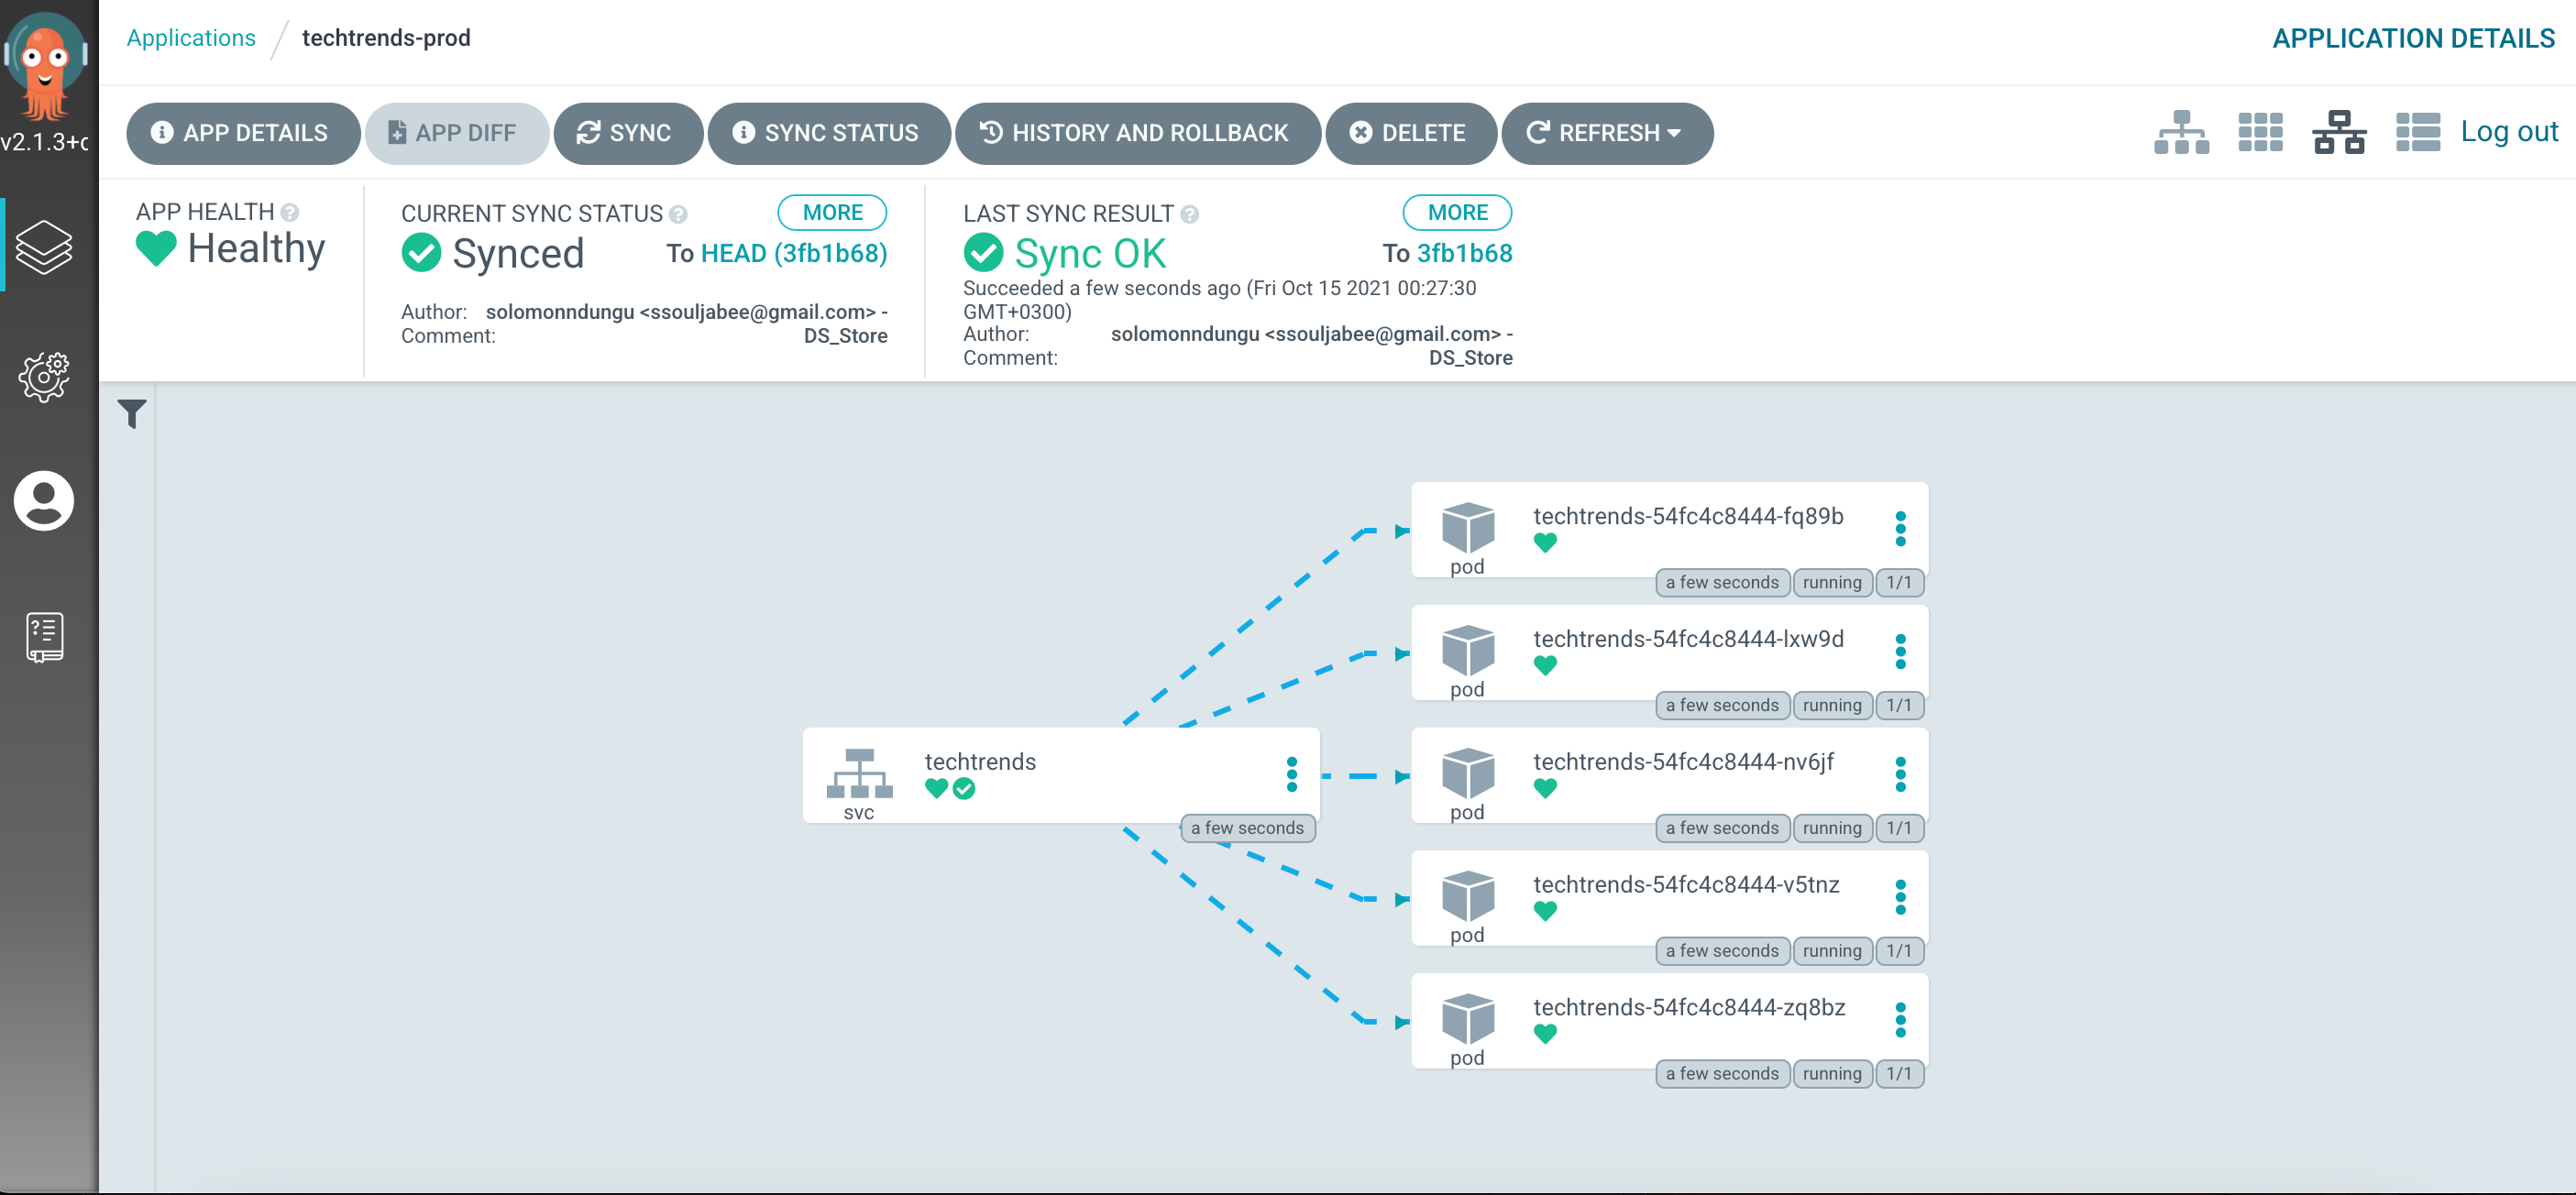 Applications / techtrends-prod
APPLICATION DETAILS
v2.1.3+
APP DETAILS
APP DIFF
SYNC
SYNC STATUS
HISTORY AND ROLLBACK
DELETE
REFRESH
Log out
APP HEALTH
Healthy
CURRENT SYNC STATUS
MORE
Synced
To HEAD (3fb1b68)
Author: solomonndungu <ssouljabee@gmail.com> -
Comment: DS_Store
LAST SYNC RESULT
MORE
Sync OK
To 3fb1b68
Succeeded a few seconds ago (Fri Oct 15 2021 00:27:30
GMT+0300)
Author: solomonndungu <ssouljabee@gmail.com> -
Comment: DS_Store
techtrends-54fc4c8444-fq89b
pod
a few seconds running 1/1
techtrends-54fc4c8444-lxw9d
pod
a few seconds running 1/1
techtrends
svc
a few seconds
techtrends-54fc4c8444-nv6jf
pod
a few seconds running 1/1
techtrends-54fc4c8444-v5tnz
pod
a few seconds running 1/1
techtrends-54fc4c8444-zq8bz
pod
a few seconds running 1/1